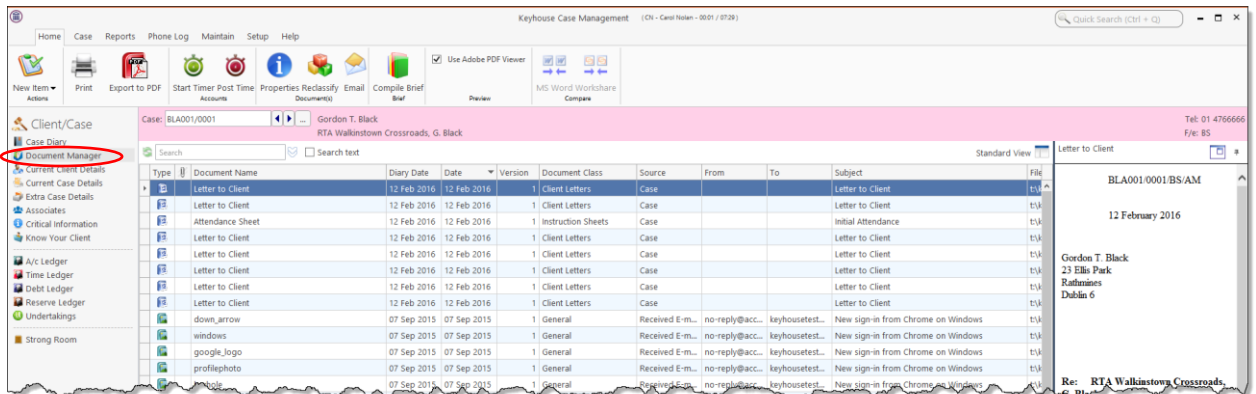 Keyhouse Case Management (CN - Carol Nolan - 00:01 / 07:29)
Quick Search (Ctrl + Q)
Home Case Reports Phone Log Maintain Setup Help
New Item Print Export to PDF Start Timer Post Time Properties Reclassify Email Compile Brief Use Adobe PDF Viewer MS Word Workshare
Actions Accounts Document(s) Brief Preview Compare
Client/Case
Case Diary
Document Manager
Current Client Details
Current Case Details
Extra Case Details
Associates
Critical Information
Know Your Client
A/c Ledger
Time Ledger
Debt Ledger
Reserve Ledger
Undertakings
Strong Room
Case: BLA001/0001 ... Gordon T. Black Tel: 01 4766666
RTA Walkinstown Crossroads, G. Black F/e: BS
Search Search text Standard View
Type Document Name Diary Date Date Version Document Class Source From To Subject File
Letter to Client 12 Feb 2016 12 Feb 2016 1 Client Letters Case Letter to Client t:\k
Letter to Client 12 Feb 2016 12 Feb 2016 1 Client Letters Case Letter to Client t:\k
Attendance Sheet 12 Feb 2016 12 Feb 2016 1 Instruction Sheets Case Initial Attendance t:\k
Letter to Client 12 Feb 2016 12 Feb 2016 1 Client Letters Case Letter to Client t:\k
Letter to Client 12 Feb 2016 12 Feb 2016 1 Client Letters Case Letter to Client t:\k
Letter to Client 12 Feb 2016 12 Feb 2016 1 Client Letters Case Letter to Client t:\k
Letter to Client 12 Feb 2016 12 Feb 2016 1 Client Letters Case Letter to Client t:\k
Letter to Client 12 Feb 2016 12 Feb 2016 1 Client Letters Case Letter to Client t:\k
down_arrow 07 Sep 2015 07 Sep 2015 1 General Received E-m... no-reply@acc... keyhousetest... New sign-in from Chrome on Windows t:\k
windows 07 Sep 2015 07 Sep 2015 1 General Received E-m... no-reply@acc... keyhousetest... New sign-in from Chrome on Windows t:\k
google_logo 07 Sep 2015 07 Sep 2015 1 General Received E-m... no-reply@acc... keyhousetest... New sign-in from Chrome on Windows t:\k
profilephoto 07 Sep 2015 07 Sep 2015 1 General Received E-m... no-reply@acc... keyhousetest... New sign-in from Chrome on Windows t:\k
07 Sep 2015 07 Sep 2015 1 General Received E-m... no-reply@acc... keyhousetest... New sign-in from Chrome on Windows
Letter to Client
BLA001/0001/BS/AM
12 February 2016
Gordon T. Black
23 Ellis Park
Rathmines
Dublin 6
Re: RTA Walkinstown Crossroads,